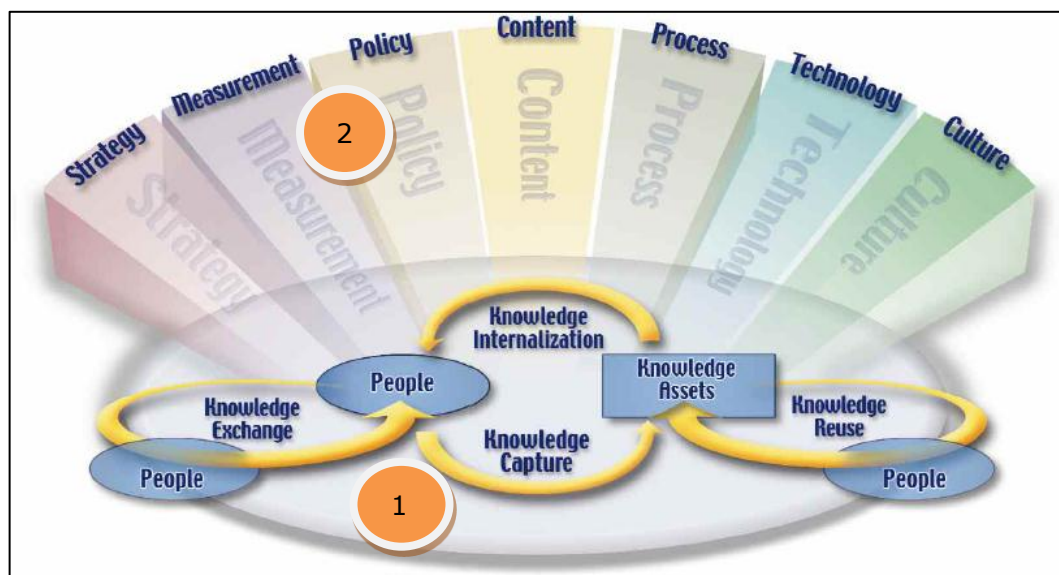 Strategy
Measurement
Policy
Content
Process
Technology
Culture
Strategy
Measurement
Policy
Content
Process
Technology
Culture
2
Knowledge
Internalization
People
Knowledge
Assets
Knowledge
Exchange
Knowledge
Reuse
Knowledge
Capture
People
People
1